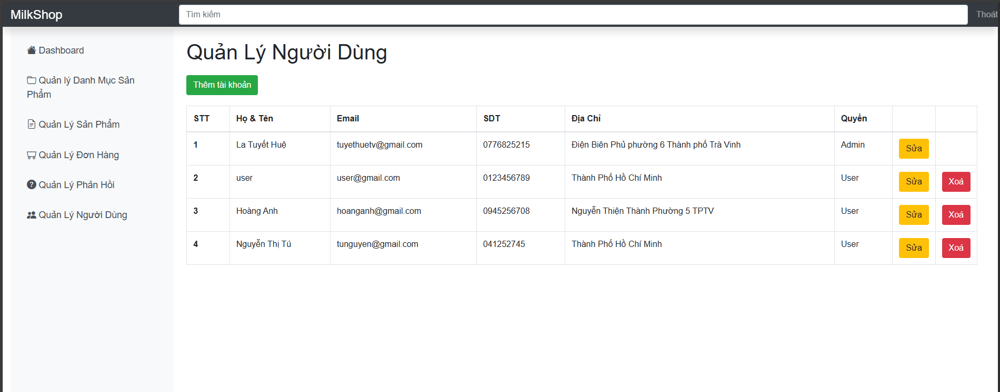 MilkShop
Tìm kiếm
Thoát
Dashboard
Quản lý Danh Mục Sản
Phẩm
Quản Lý Sản Phẩm
Quản Lý Đơn Hàng
Quản Lý Phản Hồi
Quản Lý Người Dùng
Quản Lý Người Dùng
Thêm tài khoản
STT Họ & Tên Email SDT Địa Chỉ Quyền
1 La Tuyết Huệ tuyethuetv@gmail.com 0776825215 Điện Biên Phủ phường 6 Thành phố Trà Vinh Admin Sửa
2 user user@gmail.com 0123456789 Thành Phố Hồ Chí Minh User Sửa Xoá
3 Hoàng Anh hoanganh@gmail.com 0945256708 Nguyễn Thiện Thành Phường 5 TPTV User Sửa Xoá
4 Nguyễn Thị Tú tunguyen@gmail.com 041252745 Thành Phố Hồ Chí Minh User Sửa Xoá